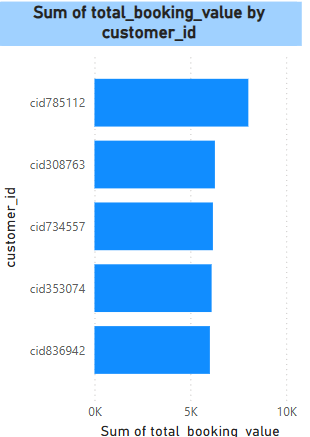 Sum of total_booking_value by
customer_id
customer_id
cid785112
cid308763
cid734557
cid353074
cid836942
0K 5K 10K
Sum of total_booking_value